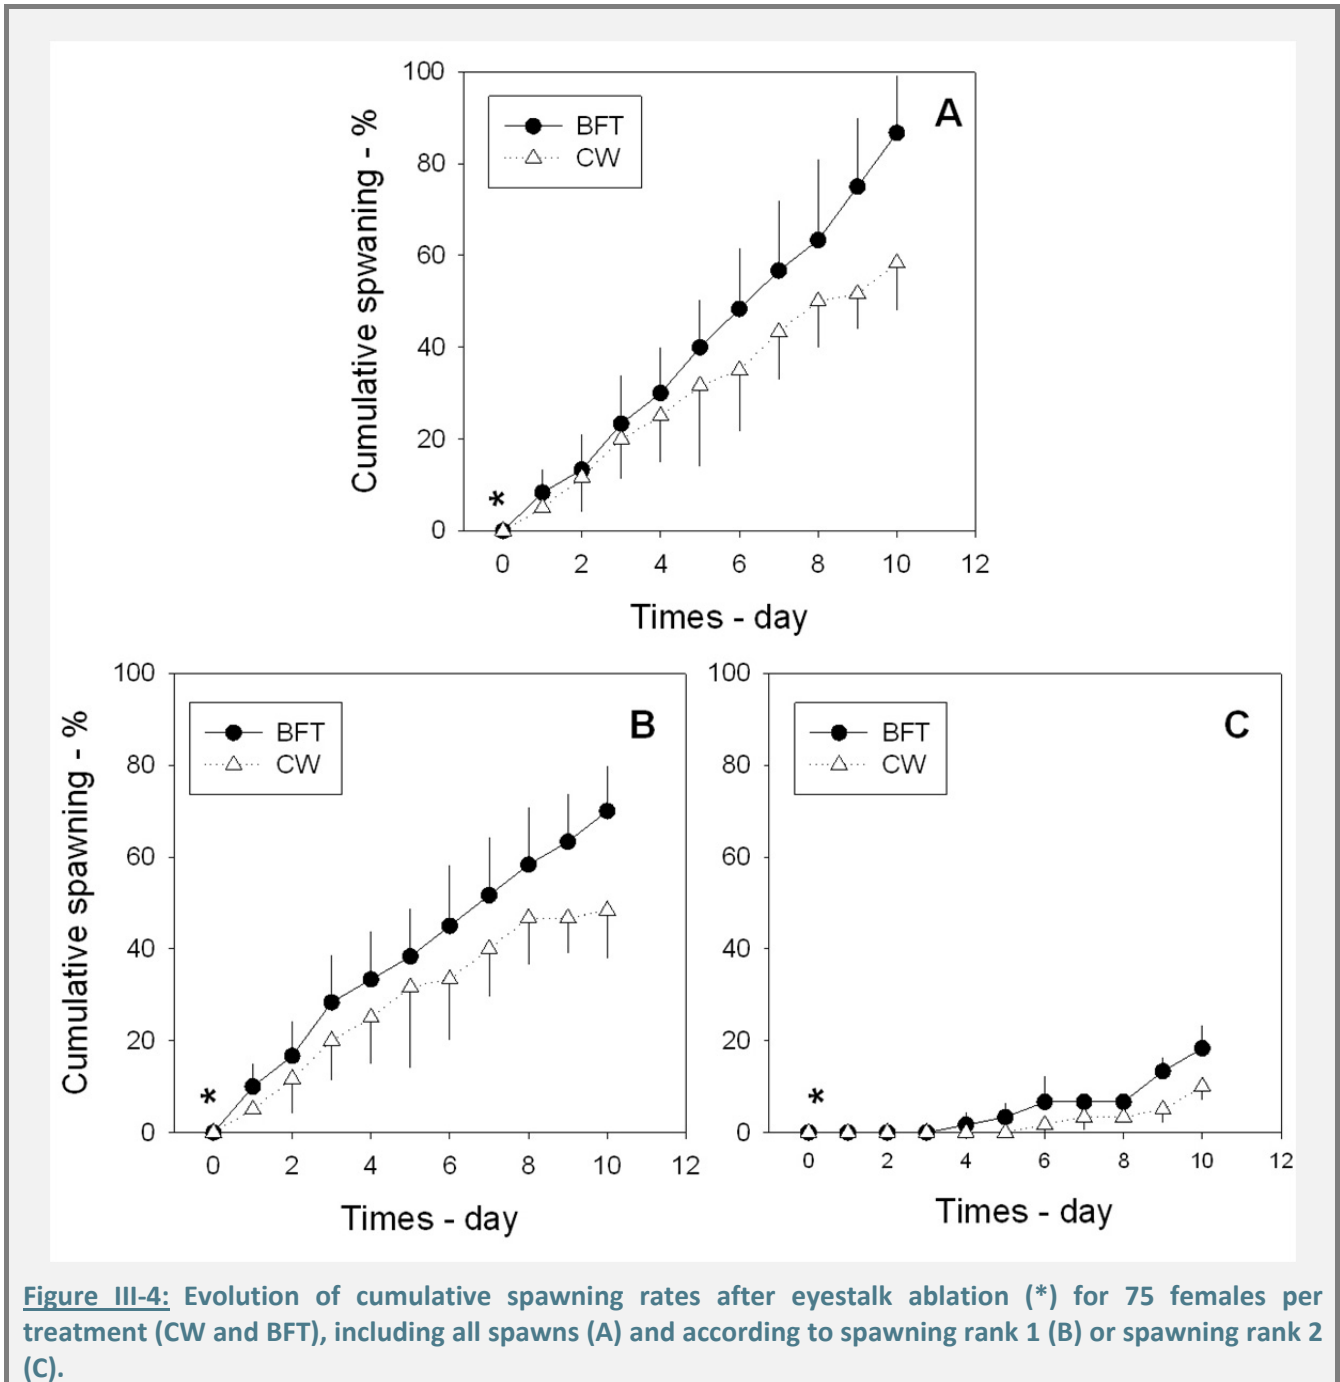 A
BFT
CW
Cumulative spwaning - %
100
80
60
40
20
0
*
0 2 4 6 8 10 12
Times - day
B
BFT
CW
Cumulative spawning - %
100
80
60
40
20
0
*
0 2 4 6 8 10 12
Times - day
C
BFT
CW
100
80
60
40
20
0
*
0 2 4 6 8 10 12
Times - day
Figure III-4: Evolution of cumulative spawning rates after eyestalk ablation (*) for 75 females per
treatment (CW and BFT), including all spawns (A) and according to spawning rank 1 (B) or spawning rank 2
(C).